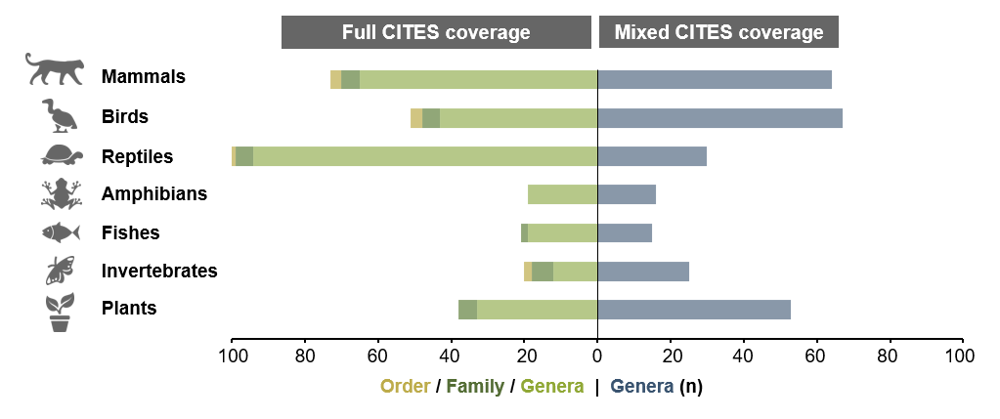 Full CITES coverage
Mixed CITES coverage
Mammals
Birds
Reptiles
Amphibians
Fishes
Invertebrates
Plants
100 80 60 40 20 0 20 40 60 80 100
Order / Family / Genera | Genera (n)